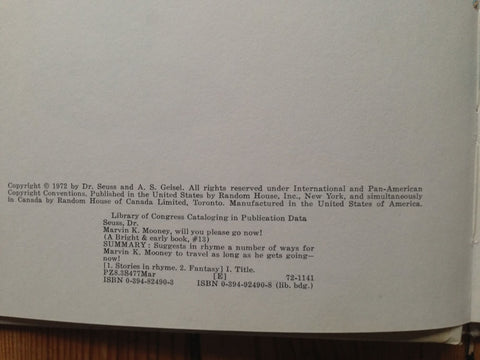 Copyright © 1972 by Dr. Seuss and A. S. Geisel. All rights reserved under International and Pan-American
Copyright Conventions. Published in the United States by Random House, Inc., New York, and simultaneously
in Canada by Random House of Canada Limited, Toronto. Manufactured in the United States of America.
Library of Congress Cataloging in Publication Data
Seuss, Dr.
Marvin K. Mooney, will you please go now!
(A Bright & early book, #13)
SUMMARY: Suggests in rhyme a number of ways for
Marvin K. Mooney to travel as long as he gets going—
now!
[1. Stories in rhyme. 2. Fantasy] I. Title.
PZ8.3S477Mar [E] 72-1141
ISBN 0-394-82490-3 ISBN 0-394-92490-8 (lib. bdg.)